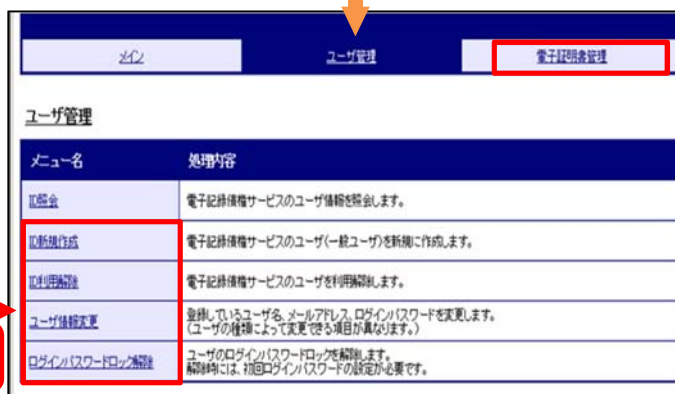 メイン
ユーザ管理
電子証明書管理
ユーザ管理
メニュー名
処理内容
ID照会
電子記録債権サービスのユーザ情報を照会します。
ID新規作成
電子記録債権サービスのユーザ(一般ユーザ)を新規に作成します。
ID利用解除
電子記録債権サービスのユーザを利用解除します。
ユーザ情報変更
登録しているユーザ名、メールアドレス、ログインパスワードを変更します。
(ユーザの種類によって変更できる項目が異なります。)
ログインパスワードロック解除
ユーザのログインパスワードロックを解除します。
解除時には、初回ログインパスワードの設定が必要です。